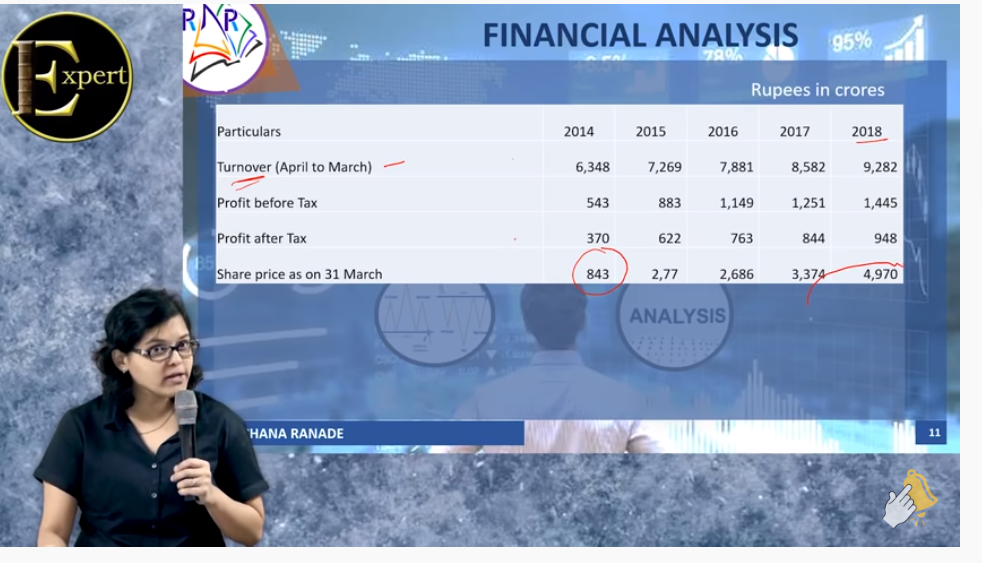 Expert
RNR
FINANCIAL ANALYSIS
78%
95%
Rupees in crores
Particulars 2014 2015 2016 2017 2018
Turnover (April to March) 6,348 7,269 7,881 8,582 9,282
Profit before Tax 543 883 1,149 1,251 1,445
Profit after Tax 370 622 763 844 948
Share price as on 31 March 843 2,77 2,686 3,374 4,970
ANALYSIS
HANA RANADE
11